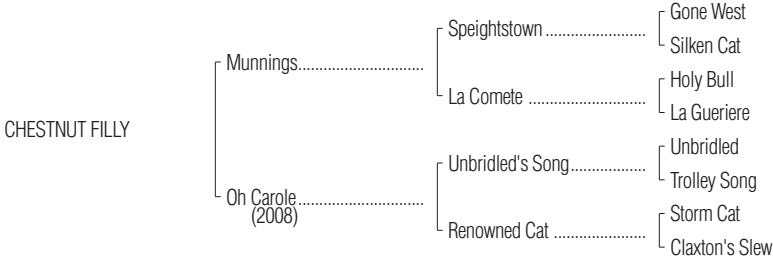 Gone West
Speightstown ........................
Silken Cat
Munnings..............................
Holy Bull
La Comete ............................
La Gueriere
CHESTNUT FILLY
Unbridled
Unbridled's Song..................
Trolley Song
Oh Carole..............................
(2008)
Storm Cat
Renowned Cat ......................
Claxton's Slew